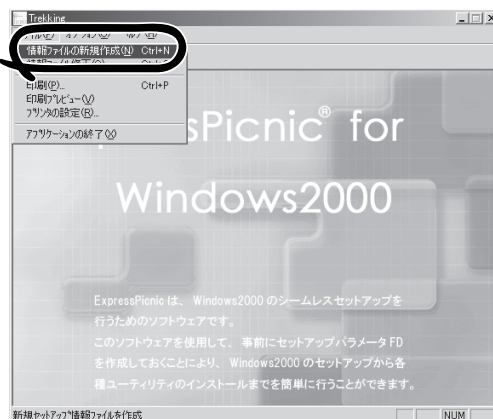 Trekking
情報ファイルの新規作成(N) Ctrl+N
印刷(P)... Ctrl+P
印刷プレビュー(V)
プリンタの設定(R)...
アプリケーションの終了(X)
Picnic® for
Windows2000
ExpressPicnic は、 Windows2000 のシームレスセットアップを
行うためのソフトウェアです。
このソフトウェアを使用して、 事前にセットアップパラメータ FD
を作成しておくことにより、 Windows2000 のセットアップから各
種ユーティリティのインストールまでを簡単に行うことができます。
新規セットアップ情報ファイルを作成 NUM